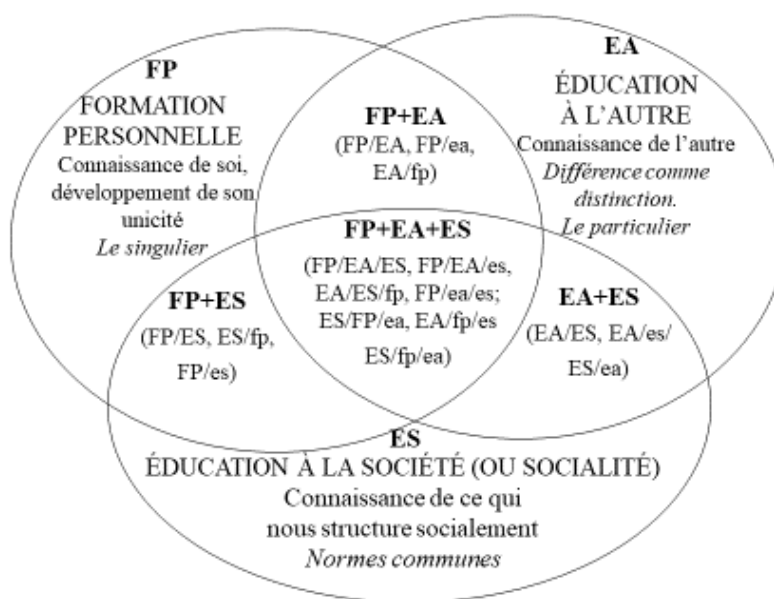 FP
FORMATION
PERSONNELLE
Connaissance de soi,
développement de son
unicité
Le singulier
FP+EA
(FP/EA, FP/ea,
EA/fp)
EA
ÉDUCATION
À L'AUTRE
Connaissance de l'autre
Différence comme
distinction.
Le particulier
FP+EA+ES
(FP/EA/ES, FP/EA/es,
EA/ES/fp, FP/ea/es;
ES/FP/ea, EA/fp/es
ES/fp/ea)
FP+ES
(FP/ES, ES/fp,
FP/es)
EA+ES
(EA/ES, EA/es/
ES/ea)
ES
ÉDUCATION À LA SOCIÉTÉ (OU SOCIALITÉ)
Connaissance de ce qui
nous structure socialement
Normes communes